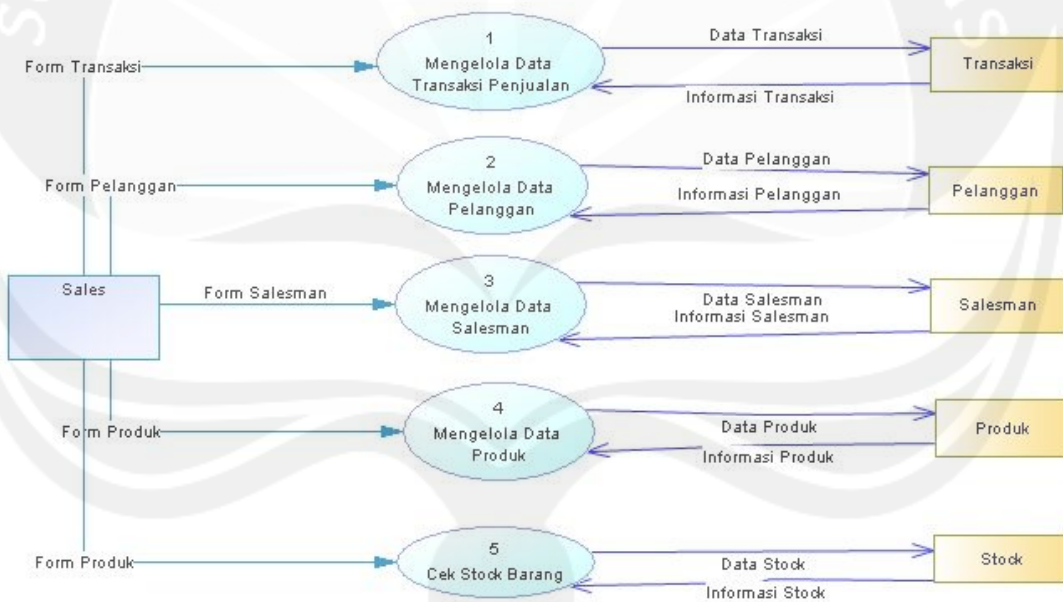 Form Transaksi
1
Mengelola Data
Transaksi Penjualan
Data Transaksi
Informasi Transaksi
Transaksi
Form Pelanggan
2
Mengelola Data
Pelanggan
Data Pelanggan
Informasi Pelanggan
Pelanggan
Sales
Form Salesman
3
Mengelola Data
Salesman
Data Salesman
Informasi Salesman
Salesman
Form Produk
4
Mengelola Data
Produk
Data Produk
Informasi Produk
Produk
Form Produk
5
Cek Stock Barang
Data Stock
Informasi Stock
Stock